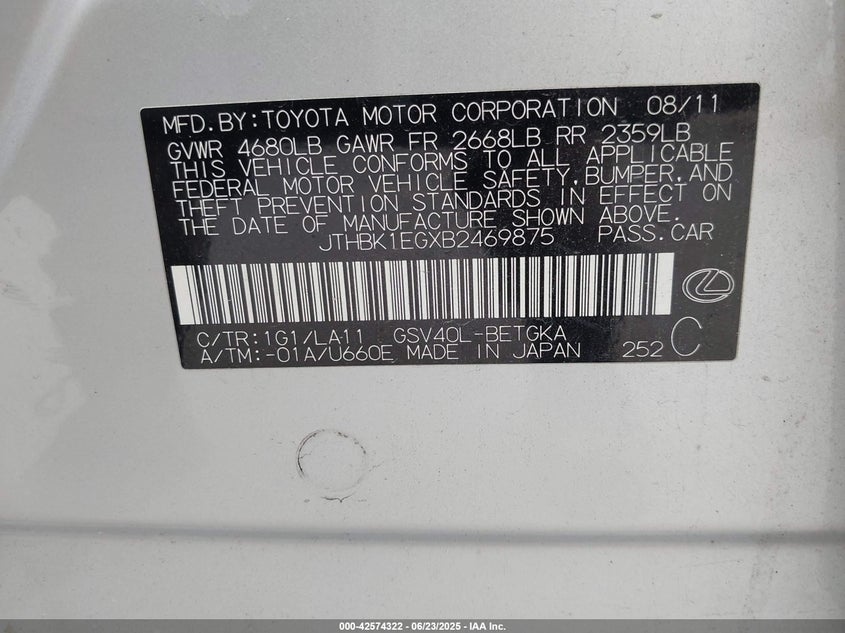 MFD.BY:TOYOTA MOTOR CORPORATION 08/11
GVWR 4680LB GAWR FR 2668LB RR 2359LB
THIS VEHICLE CONFORMS TO ALL APPLICABLE
FEDERAL MOTOR VEHICLE SAFETY,BUMPER,AND
THEFT PREVENTION STANDARDS IN EFFECT ON
THE DATE OF MANUFACTURE SHOWN ABOVE.
JTHBK1EGXB2469875 PASS.CAR
C/TR:1G1/LA11 GSV40L-BETGKA
A/TM:-01A/U660E MADE IN JAPAN 252 C
000-42574322 - 06/23/2025 - IAA Inc.